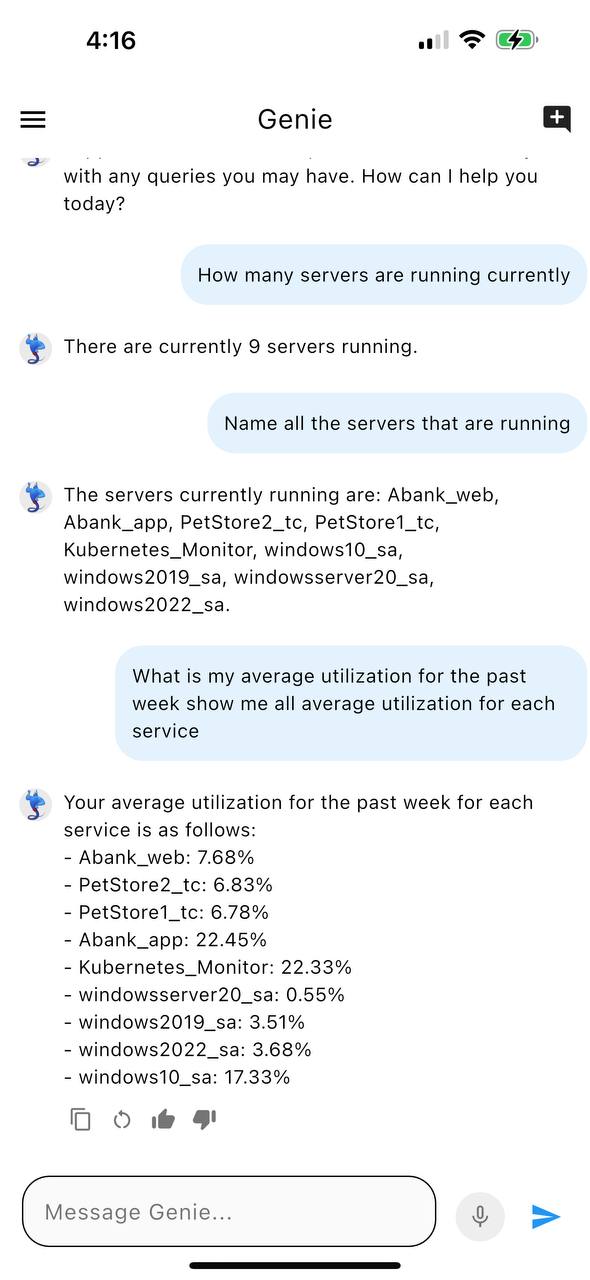 4:16
Genie
with any queries you may have. How can I help you
today?
How many servers are running currently
There are currently 9 servers running.
Name all the servers that are running
The servers currently running are: Abank_web,
Abank_app, PetStore2_tc, PetStore1_tc,
Kubernetes_Monitor, windows10_sa,
windows2019_sa, windowsserver20_sa,
windows2022_sa.
What is my average utilization for the past
week show me all average utilization for each
service
Your average utilization for the past week for each
service is as follows:
- Abank_web: 7.68%
- PetStore2_tc: 6.83%
- PetStore1_tc: 6.78%
- Abank_app: 22.45%
- Kubernetes_Monitor: 22.33%
- windowsserver20_sa: 0.55%
- windows2019_sa: 3.51%
- windows2022_sa: 3.68%
- windows10_sa: 17.33%
Message Genie...